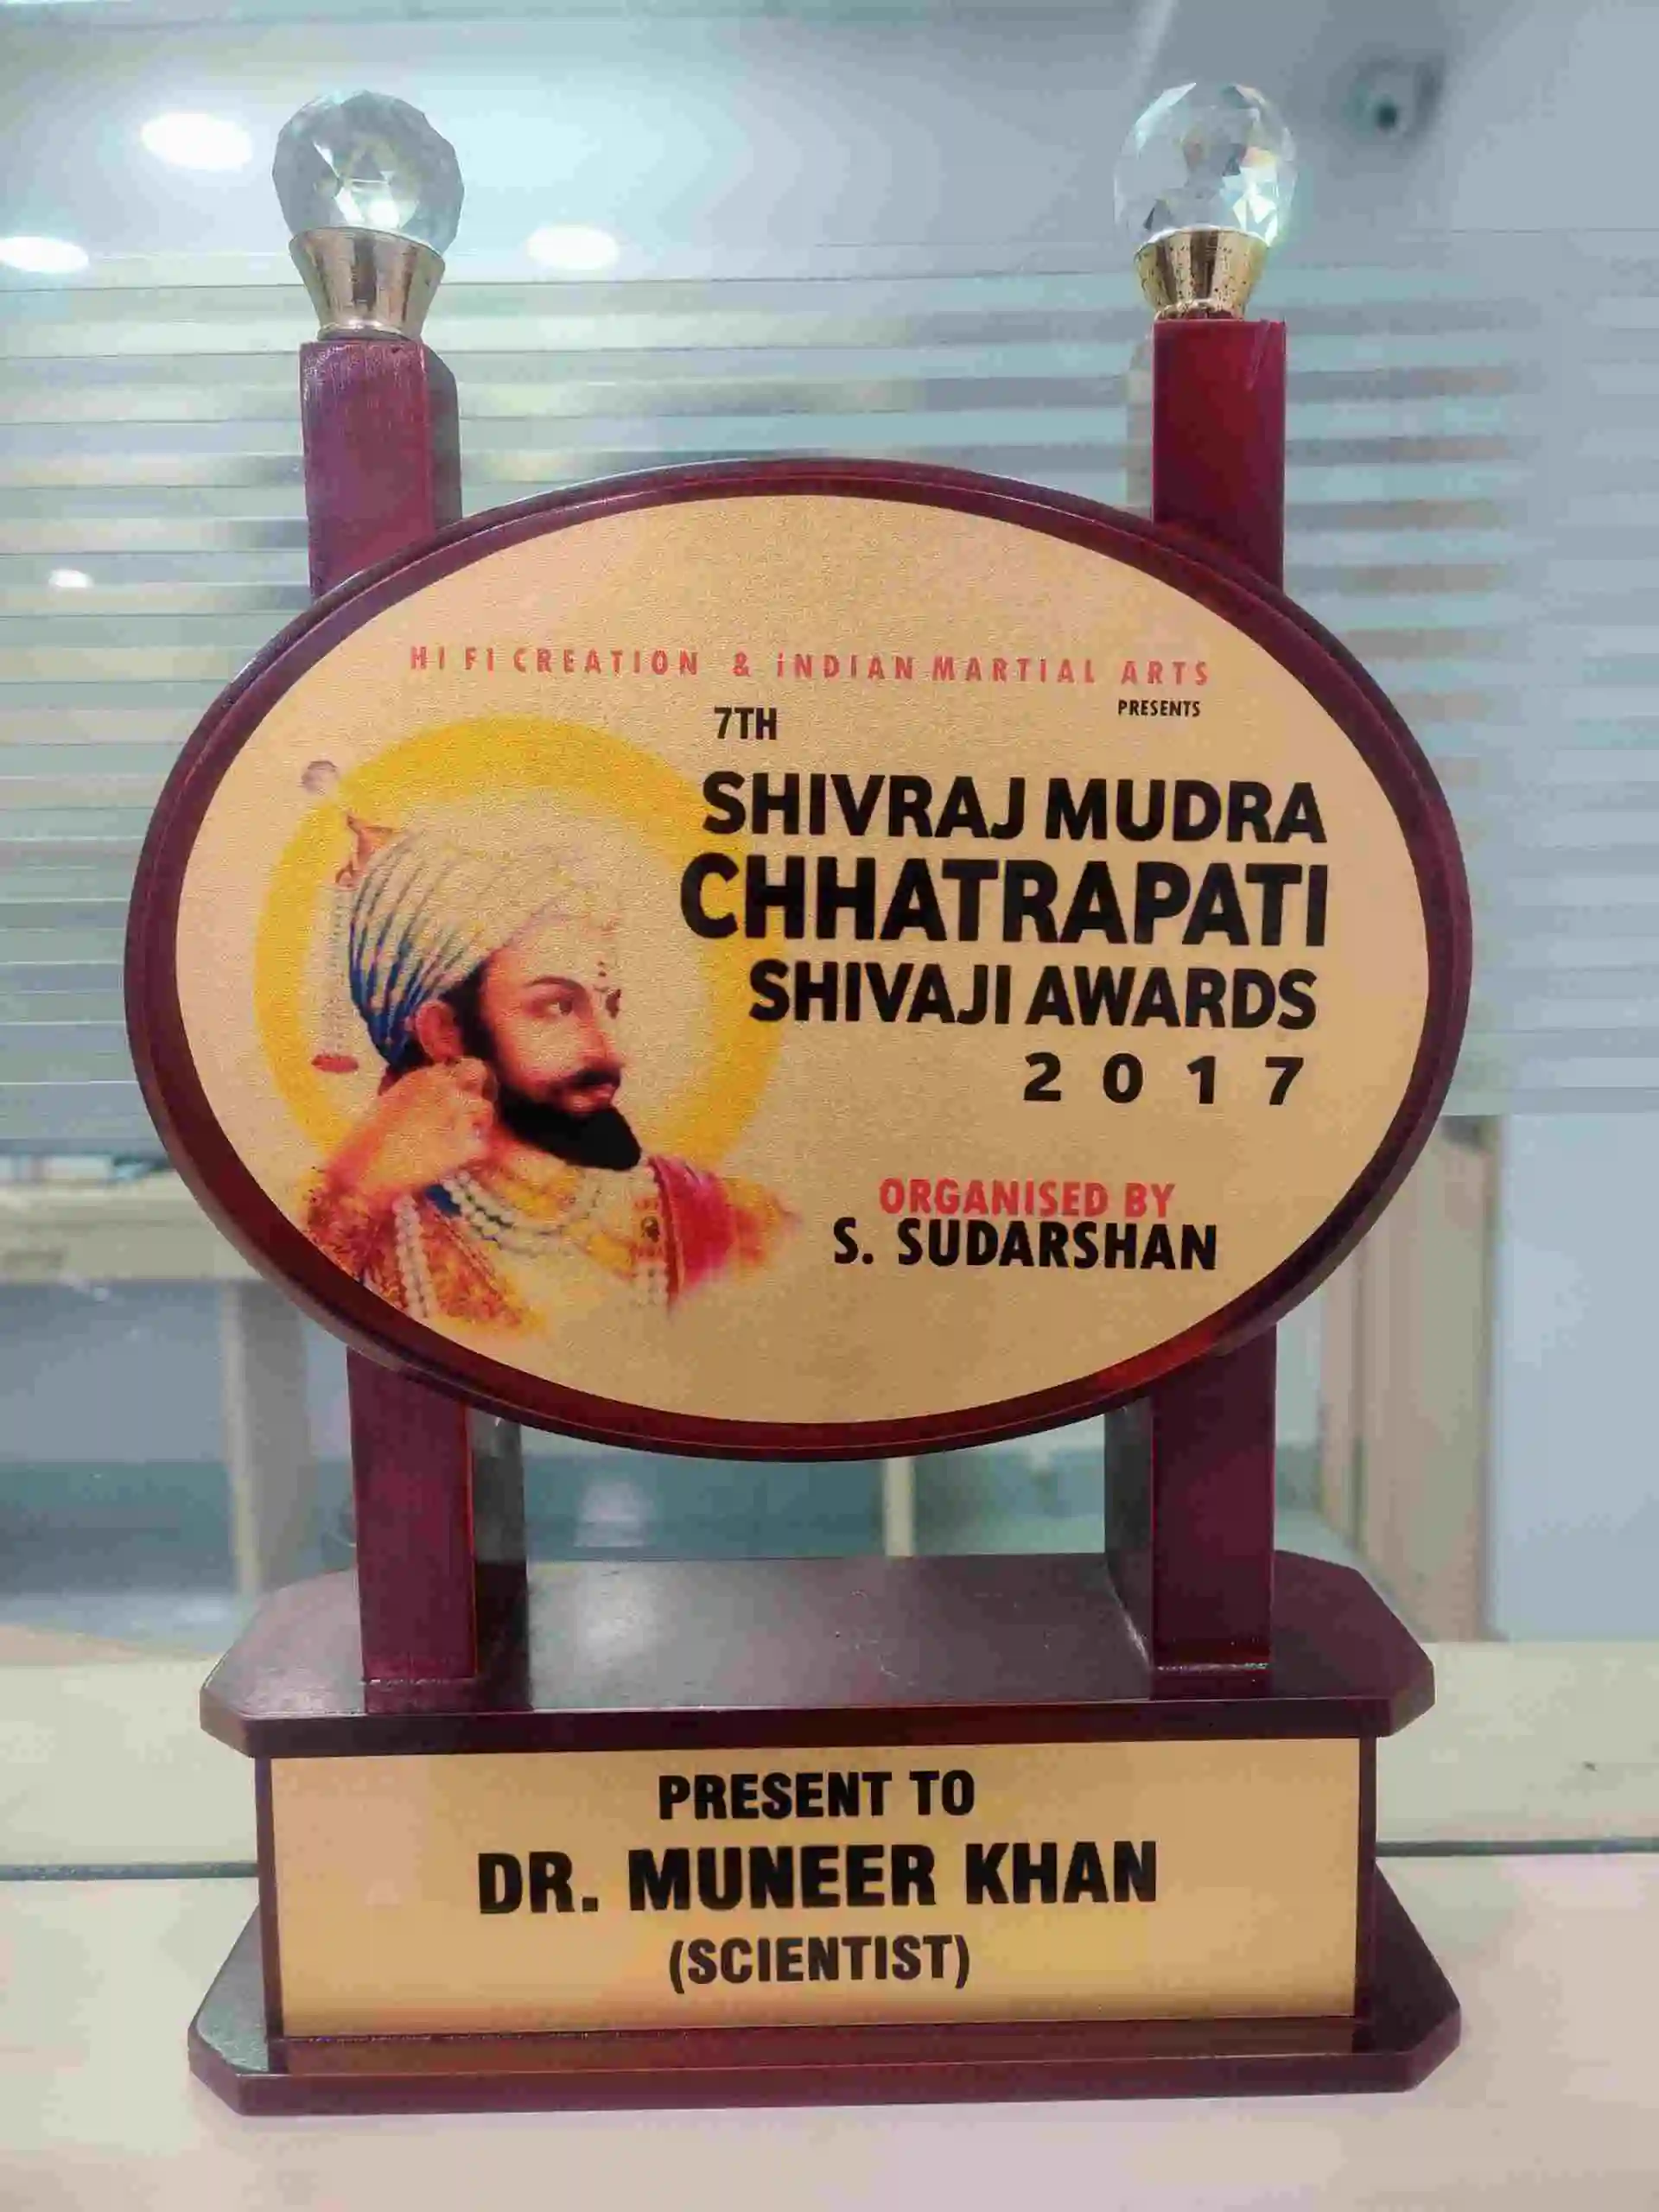 HI FI CREATION & iNDIAN MARTIAL ARTS
PRESENTS
7TH
SHIVRAJ MUDRA
CHHATRAPATI
SHIVAJI AWARDS
2017
ORGANISED BY
S. SUDARSHAN
PRESENT TO
DR. MUNEER KHAN
(SCIENTIST)